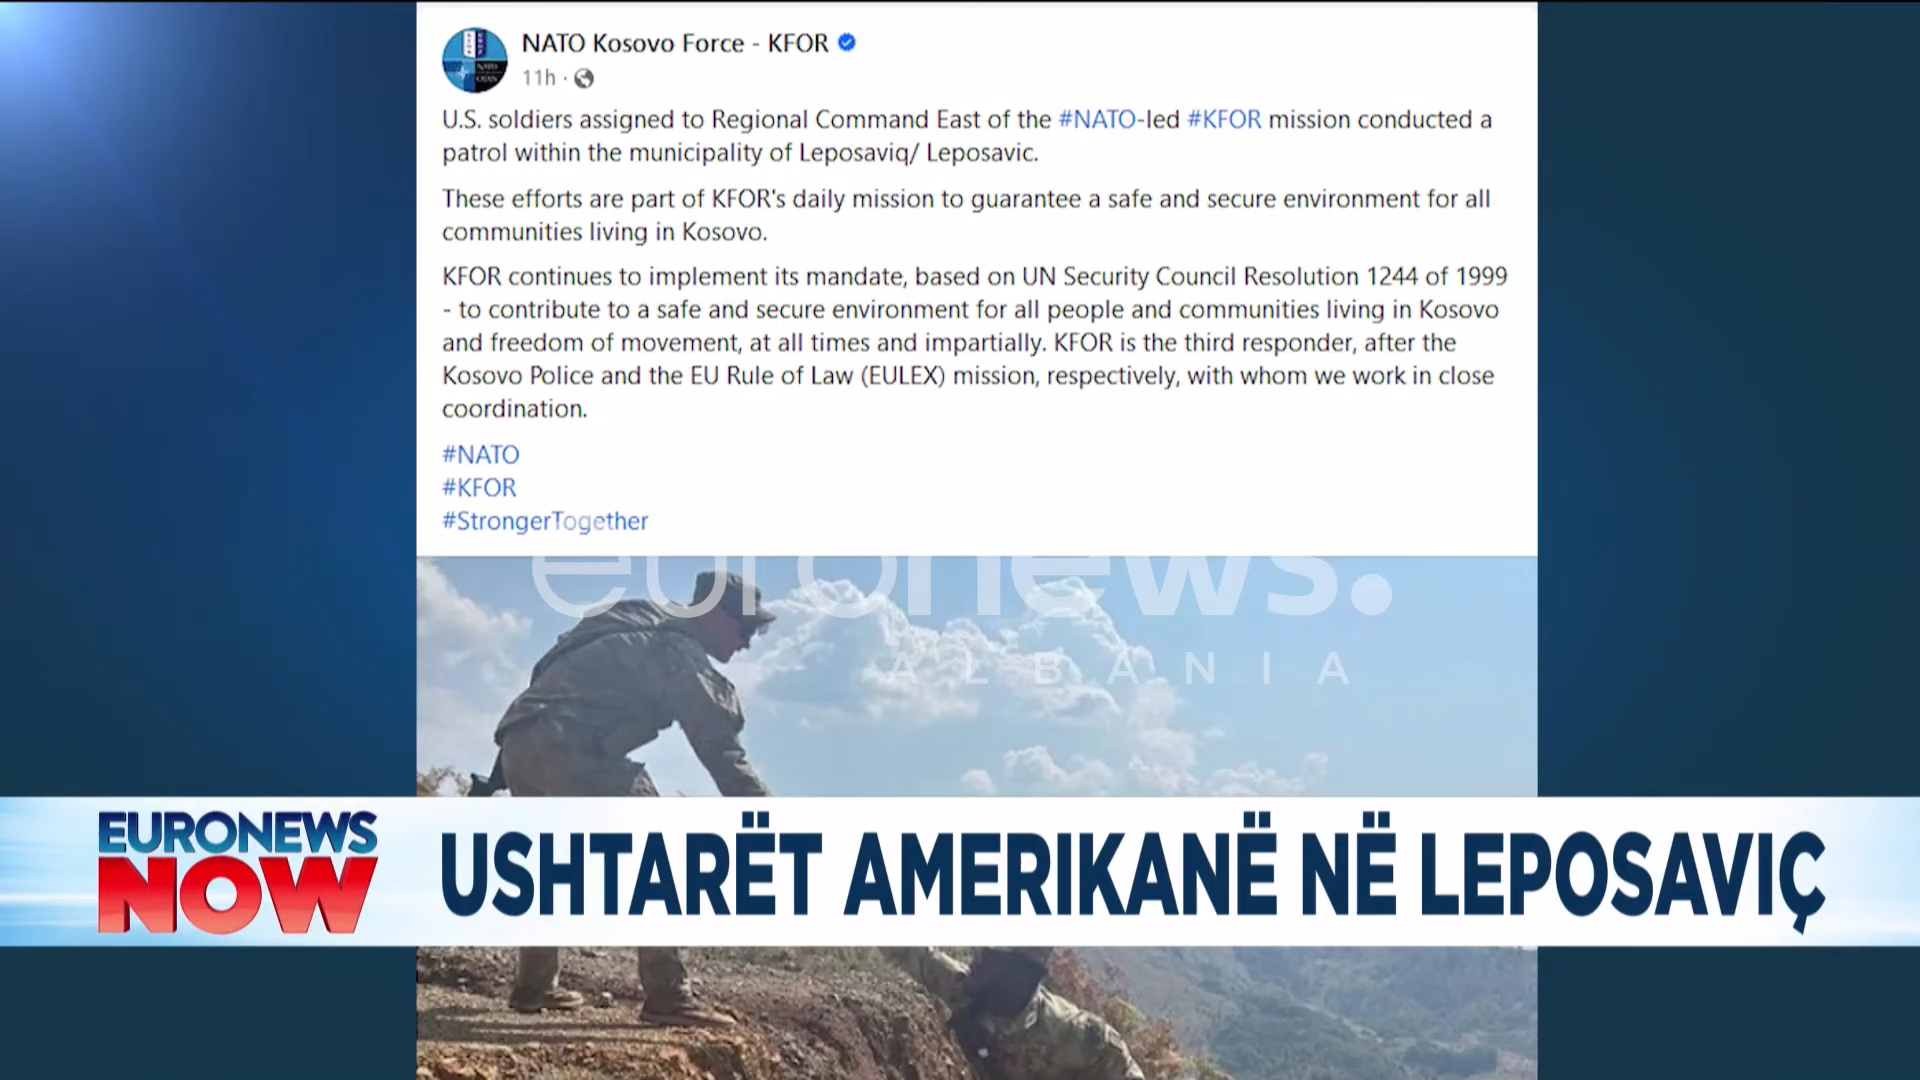 NATO Kosovo Force - KFOR
11h ·
U.S. soldiers assigned to Regional Command East of the #NATO-led #KFOR mission conducted a
patrol within the municipality of Leposaviq/ Leposavic.
These efforts are part of KFOR's daily mission to guarantee a safe and secure environment for all
communities living in Kosovo.
KFOR continues to implement its mandate, based on UN Security Council Resolution 1244 of 1999
- to contribute to a safe and secure environment for all people and communities living in Kosovo
and freedom of movement, at all times and impartially. KFOR is the third responder, after the
Kosovo Police and the EU Rule of Law (EULEX) mission, respectively, with whom we work in close
coordination.
#NATO
#KFOR
#StrongerTogether
euronews.
ALBANIA
EURONEWS
NOW
USHTARËT AMERIKANË NË LEPOSAVIÇ